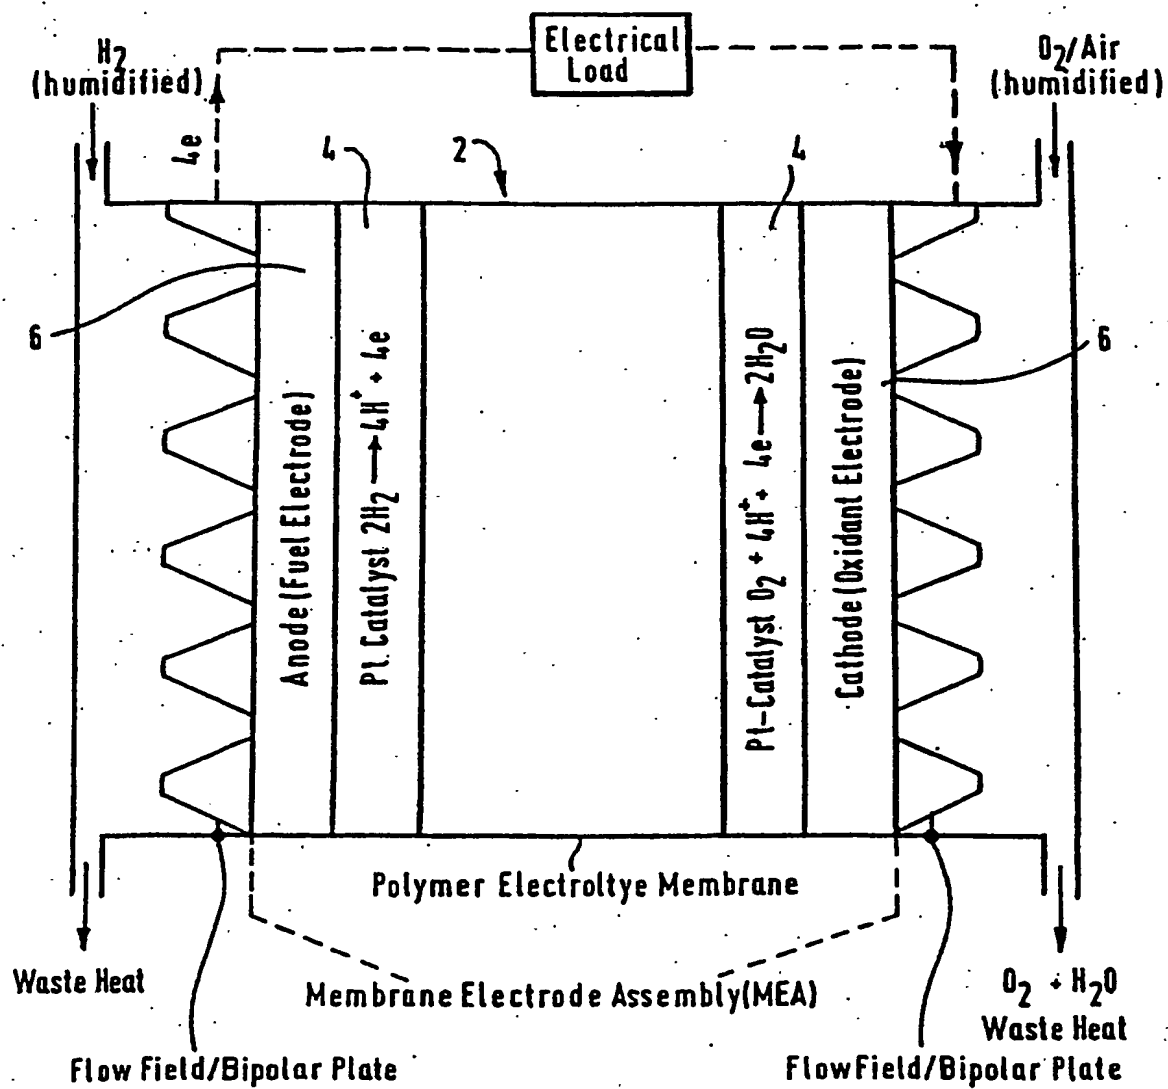 Electrical
Load
H2
(humidified)
O2/Air
(humidified)
4e
4
2
4
6
6
Anode(Fuel Electrode)
Pt.Catalyst 2H2→4H+ + 4e
Pt-Catalyst O2 + 4H+ + 4e→2H2O
Cathode(Oxidant Electrode)
Polymer Electroltye Membrane
Waste Heat
Membrane Electrode Assembly(MEA)
O2 + H2O
Waste Heat
Flow Field/Bipolar Plate
FlowField/Bipolar Plate